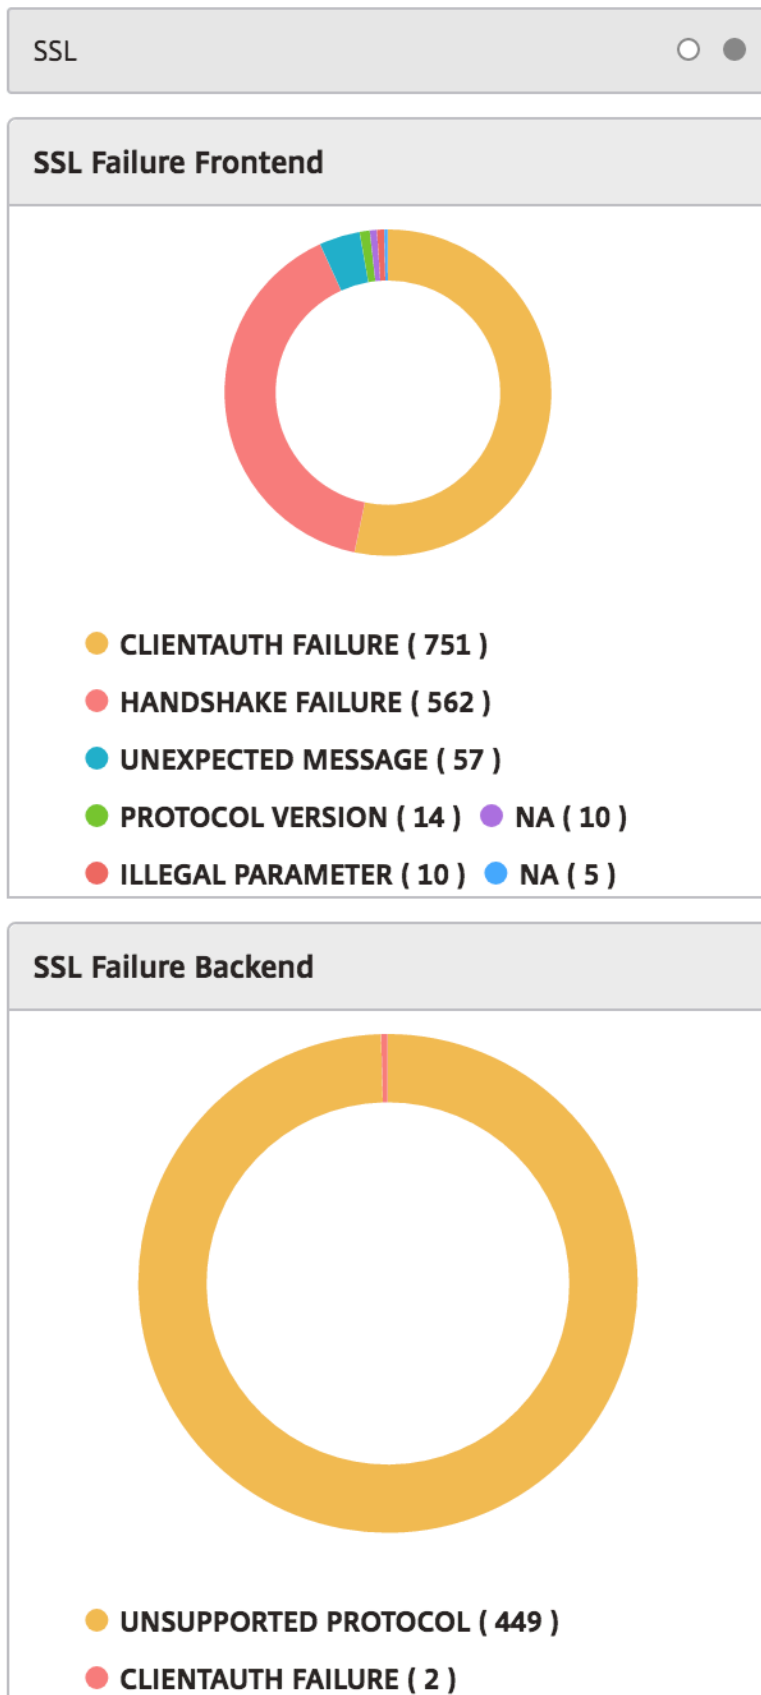 SSL
SSL Failure Frontend
CLIENTAUTH FAILURE ( 751 )
HANDSHAKE FAILURE ( 562 )
UNEXPECTED MESSAGE ( 57 )
PROTOCOL VERSION ( 14 ) NA ( 10 )
ILLEGAL PARAMETER ( 10 ) NA ( 5 )
SSL Failure Backend
UNSUPPORTED PROTOCOL ( 449 )
CLIENTAUTH FAILURE ( 2 )